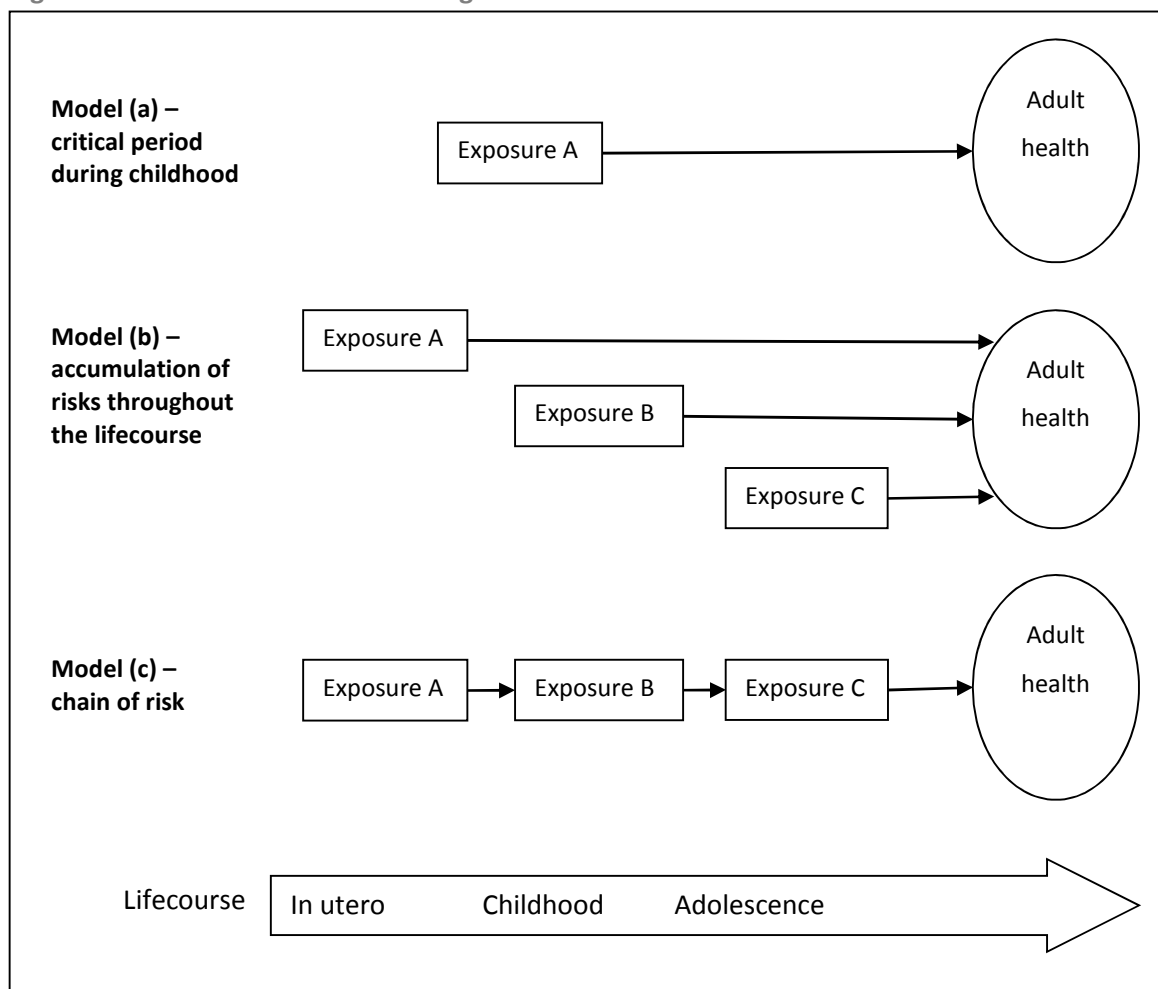 Model (a) –
critical period
during childhood
Exposure A
Adult
health
Model (b) –
accumulation of
risks throughout
the lifecourse
Exposure A
Exposure B
Exposure C
Adult
health
Model (c) –
chain of risk
Exposure A
Exposure B
Exposure C
Adult
health
Lifecourse
In utero
Childhood
Adolescence